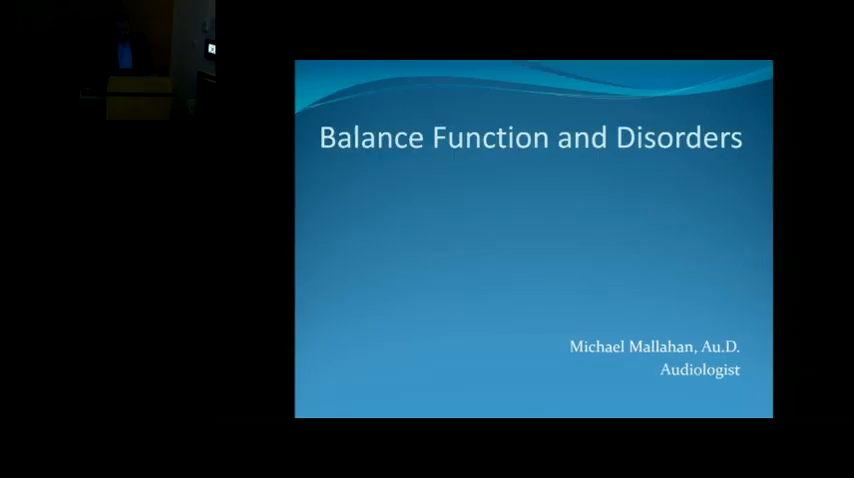 Balance Function and Disorders
Michael Mallahan, Au.D.
Audiologist